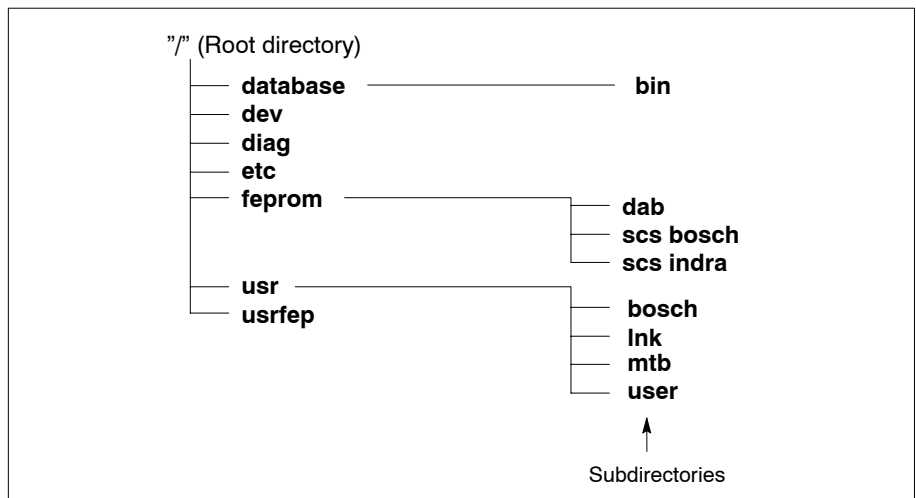 ”/” (Root directory)
database bin
dev
diag
etc
feprom
dab
scs bosch
scs indra
usr
usrfep
bosch
lnk
mtb
user
Subdirectories